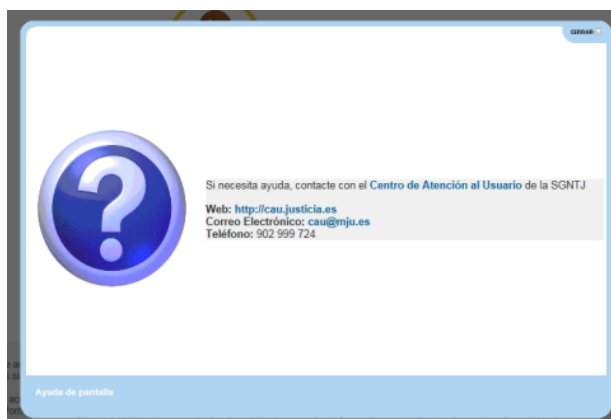 cerrar
Si necesita ayuda, contacte con el Centro de Atención al Usuario de la SGNTJ
Web: http://cau.justicia.es
Correo Electrónico: cau@mju.es
Teléfono: 902 999 724
Ayuda de pantalla